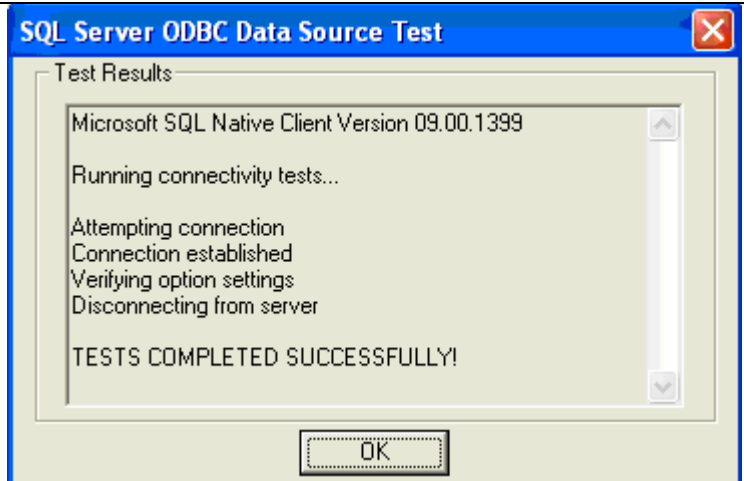 SQL Server ODBC Data Source Test
Test Results
Microsoft SQL Native Client Version 09.00.1399
Running connectivity tests...
Attempting connection
Connection established
Verifying option settings
Disconnecting from server
TESTS COMPLETED SUCCESSFULLY!
OK